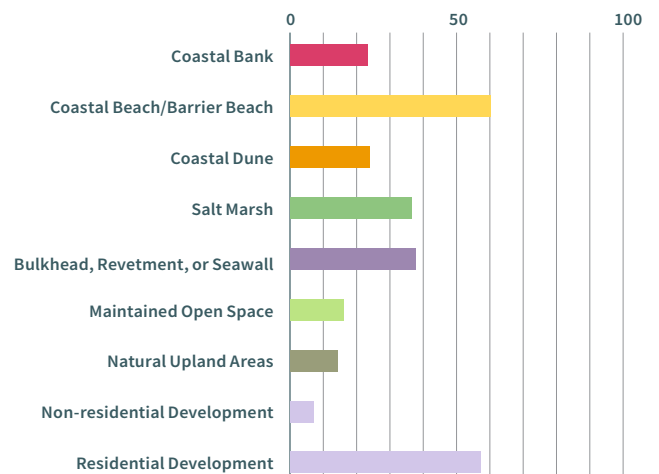 0 50 100
Coastal Bank
Coastal Beach/Barrier Beach
Coastal Dune
Salt Marsh
Bulkhead, Revetment, or Seawall
Maintained Open Space
Natural Upland Areas
Non-residential Development
Residential Development